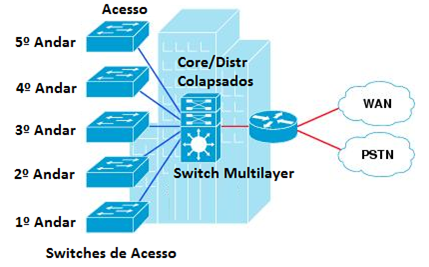 Acesso
5º Andar
4º Andar
3º Andar
2º Andar
1º Andar
Core/Distr
Colapsados
Switch Multilayer
WAN
PSTN
Switches de Acesso